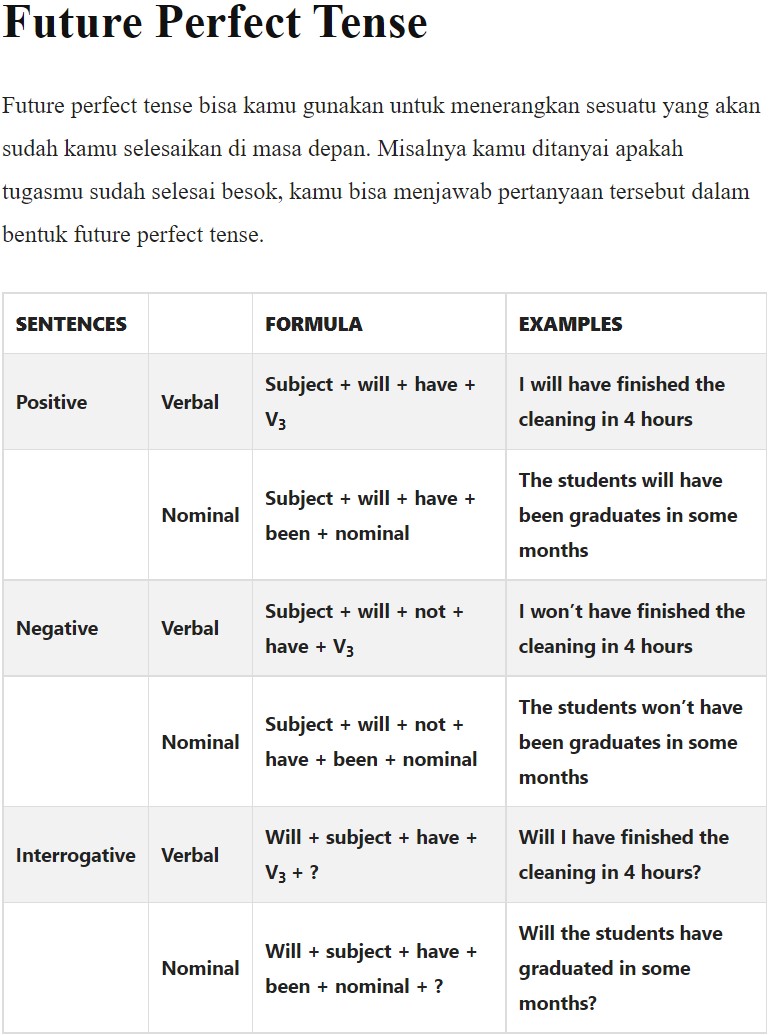 Future Perfect Tense
Future perfect tense bisa kamu gunakan untuk menerangkan sesuatu yang akan
sudah kamu selesaikan di masa depan. Misalnya kamu ditanyai apakah
tugasmu sudah selesai besok, kamu bisa menjawab pertanyaan tersebut dalam
bentuk future perfect tense.
SENTENCES FORMULA EXAMPLES
Positive Verbal Subject + will + have + V₃ I will have finished the cleaning in 4 hours
Nominal Subject + will + have + been + nominal The students will have been graduates in some months
Negative Verbal Subject + will + not + have + V₃ I won’t have finished the cleaning in 4 hours
Nominal Subject + will + not + have + been + nominal The students won’t have been graduates in some months
Interrogative Verbal Will + subject + have + V₃ + ? Will I have finished the cleaning in 4 hours?
Nominal Will + subject + have + been + nominal + ? Will the students have graduated in some months?